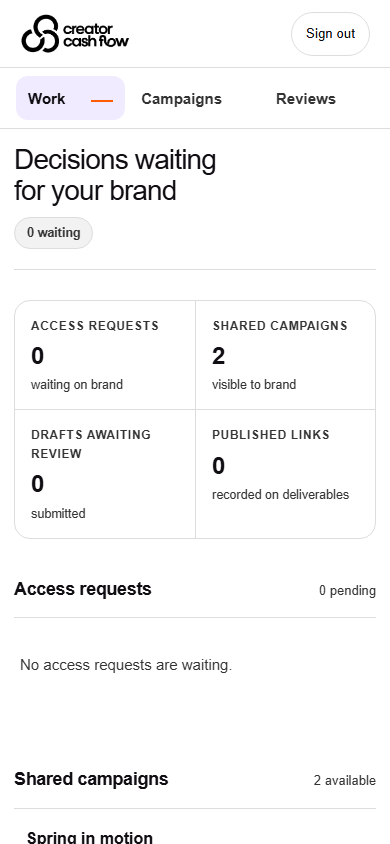 creator
cash flow
Sign out
Work
Campaigns
Reviews
Decisions waiting
for your brand
0 waiting
ACCESS REQUESTS
0
waiting on brand
SHARED CAMPAIGNS
2
visible to brand
DRAFTS AWAITING
REVIEW
0
submitted
PUBLISHED LINKS
0
recorded on deliverables
Access requests
0 pending
No access requests are waiting.
Shared campaigns
2 available
Spring in motion